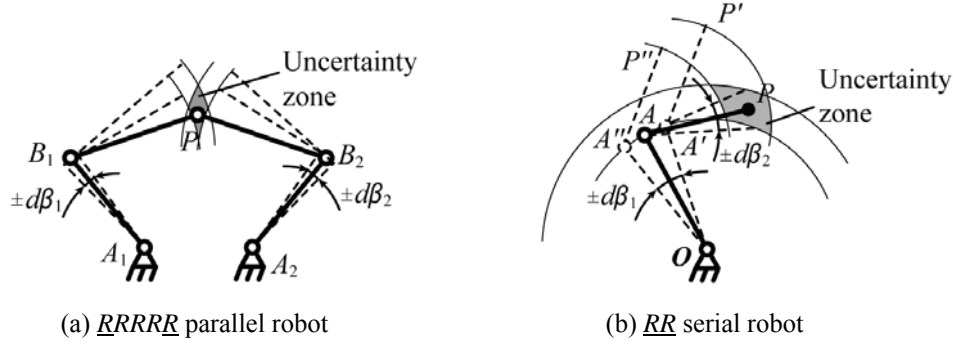 Uncertainty
zone
P
B₁
B₂
±dβ₁
±dβ₂
A₁
A₂
(a) RRRRR parallel robot
P'
P''
Uncertainty
zone
A
P
A''
A'
±dβ₂
±dβ₁
O
(b) RR serial robot